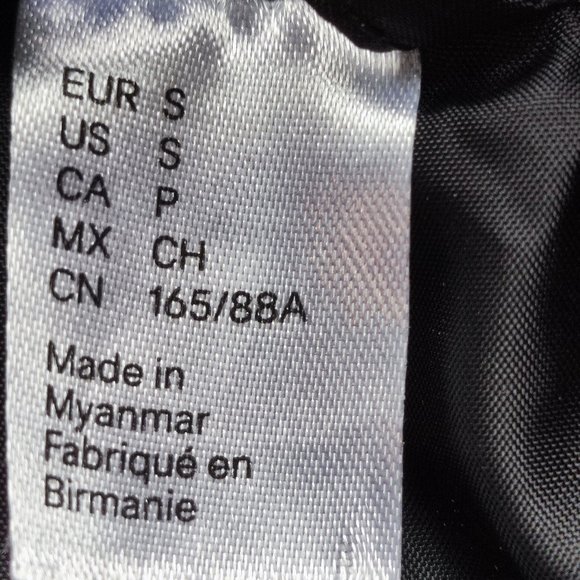 EUR S
US S
CA P
MX CH
CN 165/88A
Made in
Myanmar
Fabriqué en
Birmanie